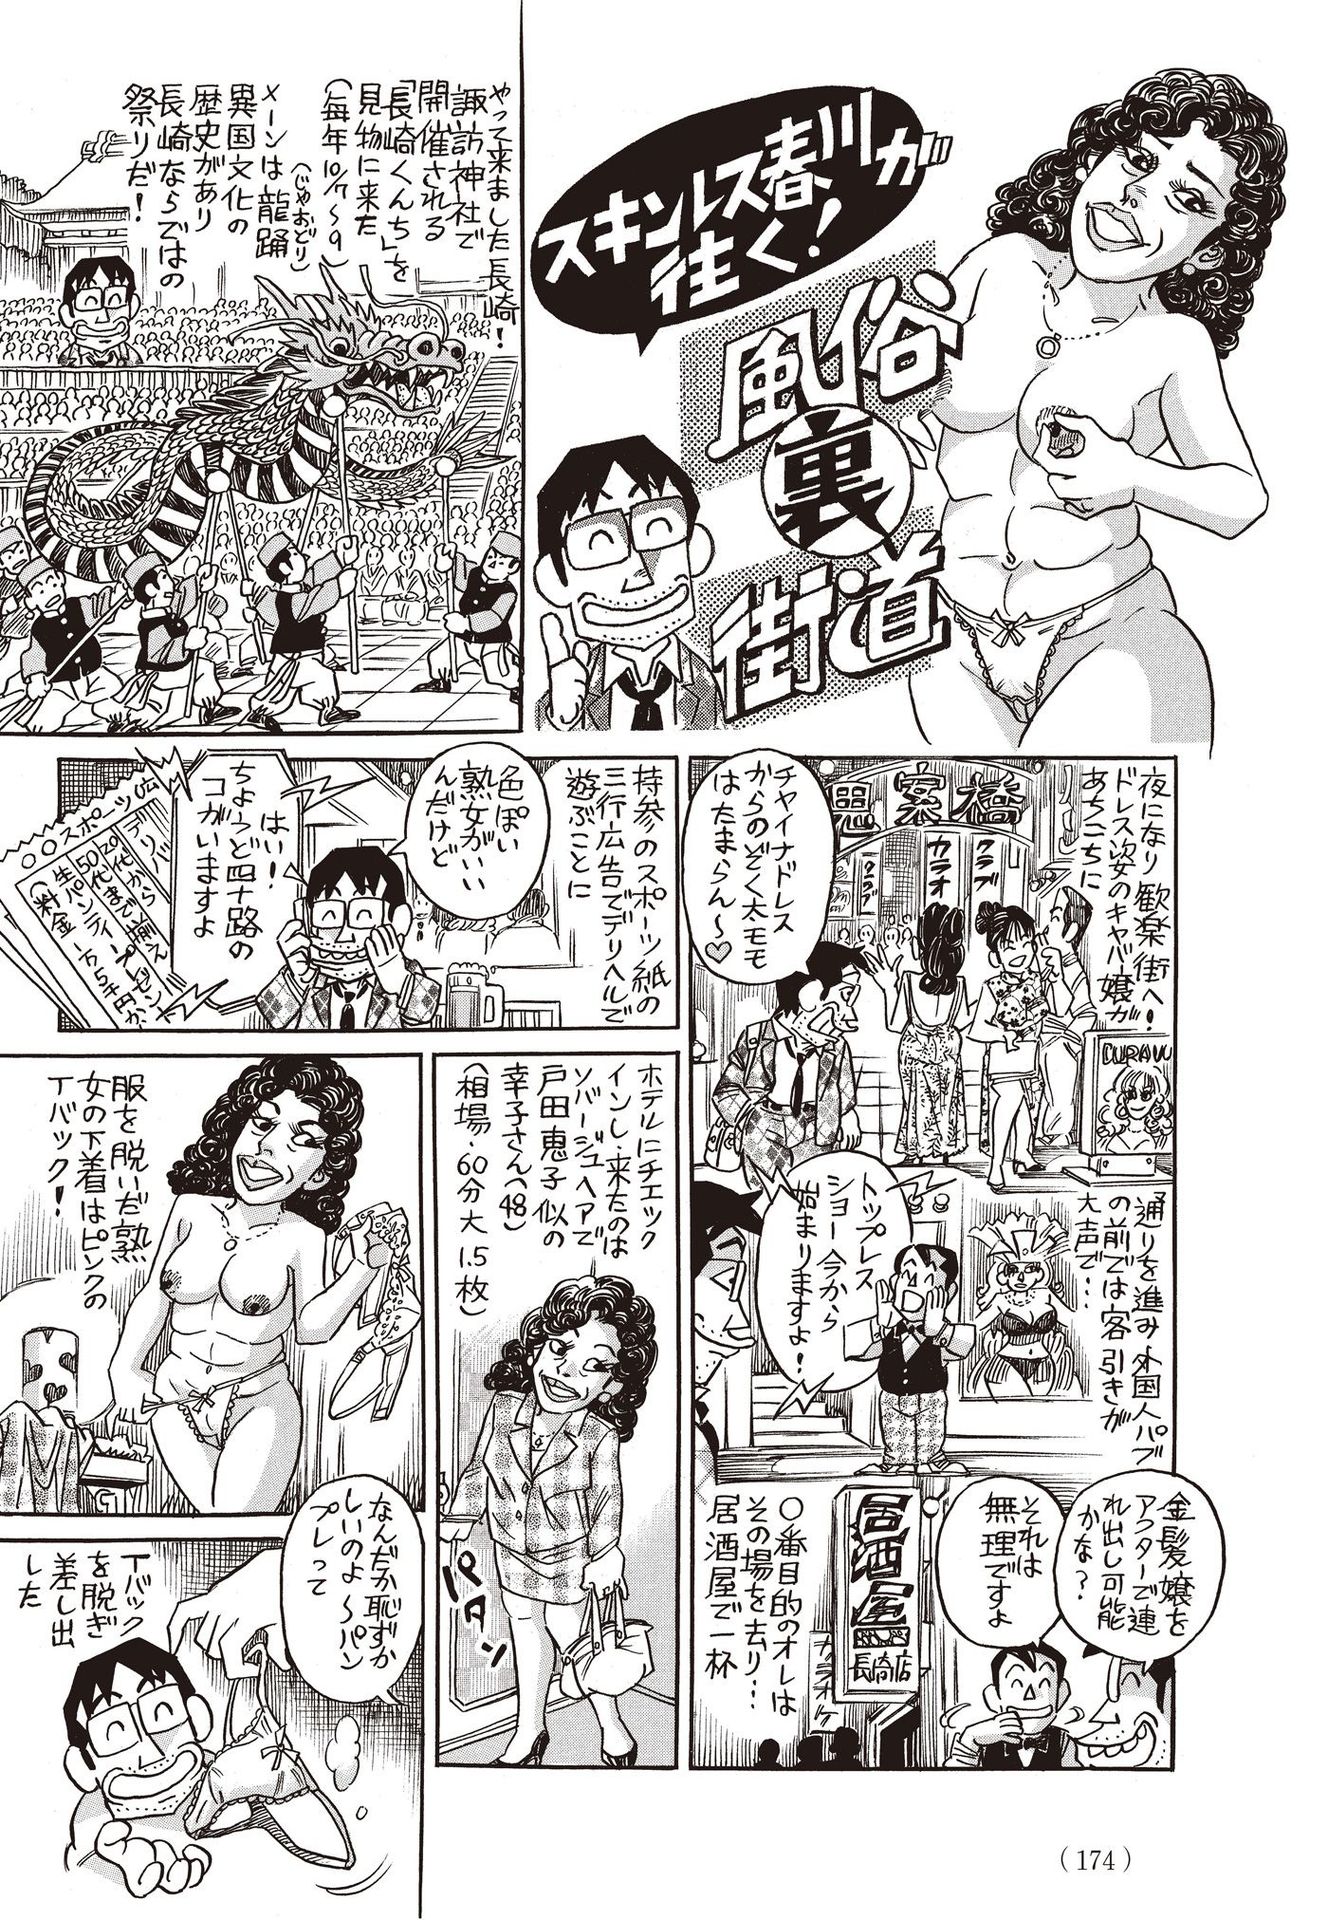 スキンレス春川が
往く!
風俗
裏
街道
やって来ました長崎!
諏訪神社で
開催される
「長崎くんち」を
見物に来た
(毎年10/7〜9)
(じゃおどり)
メーンは龍踊
異国文化の
歴史があり
長崎ならではの
祭りだ!
夜になり歓楽街へ!
ドレス姿のキャバ嬢が
あちこちに
思案橋
クラブ
カラオ
クラブ
チャイナドレス
からのぞく太モモ
はたまらん〜♡
通りを進み外国人パブ
の前では客引きが
大声で…
トップレス
ショー今から
始まりますよ!
金髪嬢を
アフターで連
れ出し可能
かな?
それは
無理ですよ
居酒屋
長崎店
カラオケ
〇番目的のオレは
その場を去り…
居酒屋で一杯
持参のスポーツ紙の
三行広告でデリヘルで
遊ぶことに
色ぽい
熟女がいい
んだけど
はい!
ちょうど四十路の
コがいますよ
〇〇スポーツ
デリ
20代から
50代まで揃え
生パンティープレゼント
(料金一万5千円か
ホテルにチェック
インし・来たのは
ソバージュヘアで
戸田恵子似の
幸子さん(48)
(相場・60分大1.5枚)
パタン
服を脱いだ熟
女の下着はピンクの
Tバック!
なんだか恥ずか
しいのよ〜パン
プレって
Tバック
を脱ぎ
差し出
した
(174)